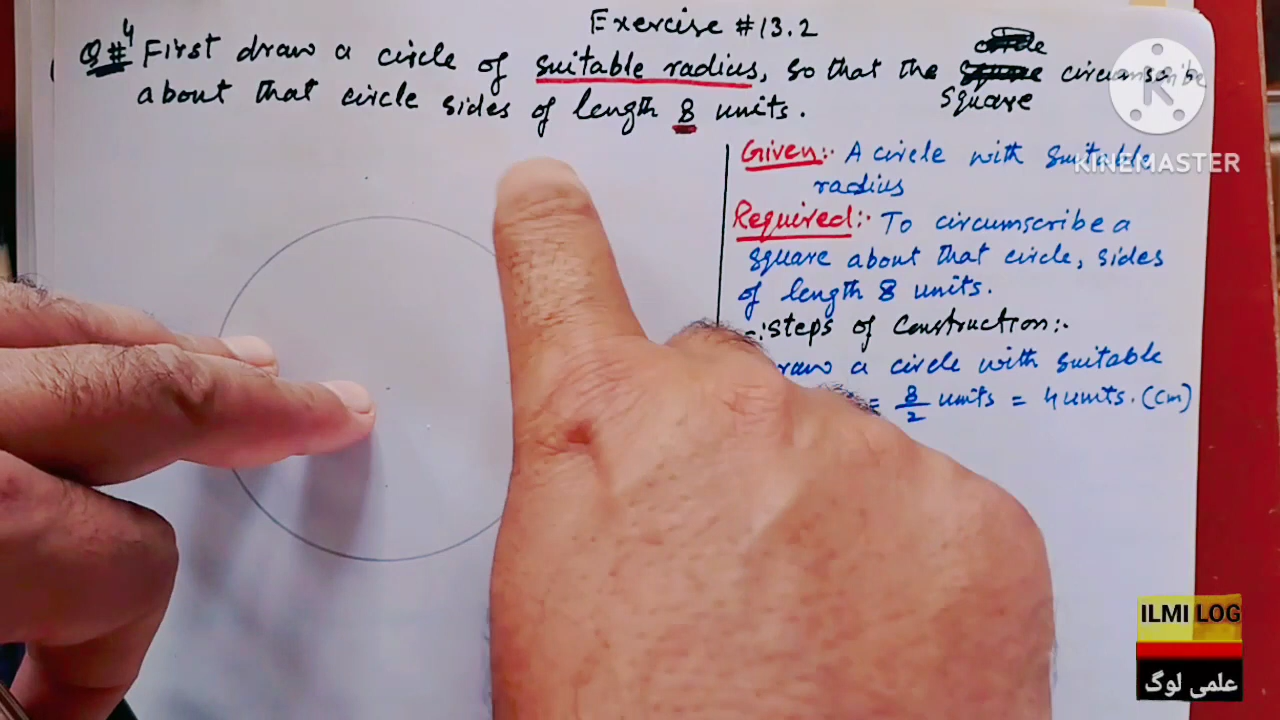 Exercise #13.2
Q#4 First draw a circle of suitable radius, so that the circumscribe
square
about that circle sides of length 8 units.
Given:- A circle with suitable
radius
Required:- To circumscribe a
square about that circle, sides
of length 8 units.
steps of Construction:-
raw a circle with suitable
= 8/2 units = 4 units. (cm)
KINEMASTER
ILMI LOG
علمی لوگ